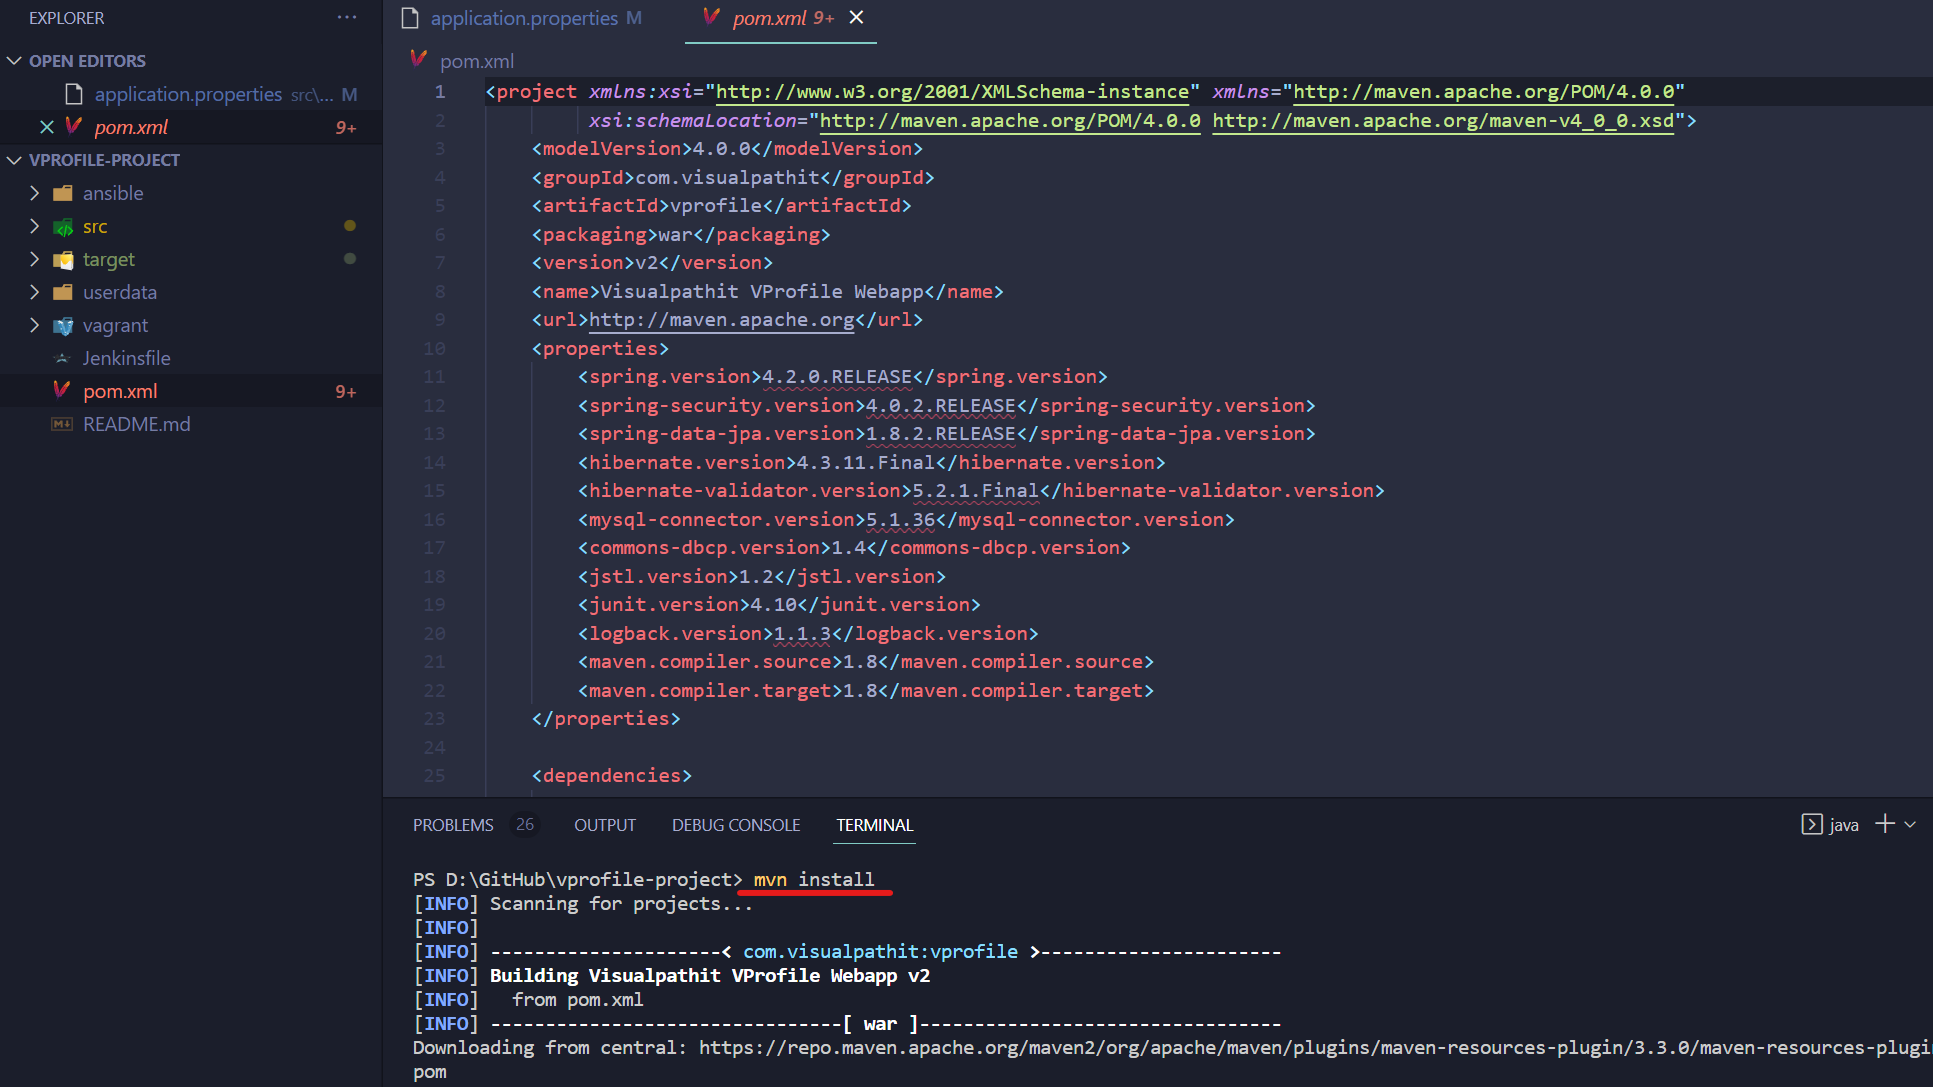 EXPLORER
OPEN EDITORS
application.properties src\... M
pom.xml 9+
VPROFILE-PROJECT
ansible
src
target
userdata
vagrant
Jenkinsfile
pom.xml 9+
README.md
application.properties M
pom.xml 9+
pom.xml
1 <project xmlns:xsi="http://www.w3.org/2001/XMLSchema-instance" xmlns="http://maven.apache.org/POM/4.0.0"
2 xsi:schemaLocation="http://maven.apache.org/POM/4.0.0 http://maven.apache.org/maven-v4_0_0.xsd">
3 <modelVersion>4.0.0</modelVersion>
4 <groupId>com.visualpathit</groupId>
5 <artifactId>vprofile</artifactId>
6 <packaging>war</packaging>
7 <version>v2</version>
8 <name>Visualpathit VProfile Webapp</name>
9 <url>http://maven.apache.org</url>
10 <properties>
11 <spring.version>4.2.0.RELEASE</spring.version>
12 <spring-security.version>4.0.2.RELEASE</spring-security.version>
13 <spring-data-jpa.version>1.8.2.RELEASE</spring-data-jpa.version>
14 <hibernate.version>4.3.11.Final</hibernate.version>
15 <hibernate-validator.version>5.2.1.Final</hibernate-validator.version>
16 <mysql-connector.version>5.1.36</mysql-connector.version>
17 <commons-dbcp.version>1.4</commons-dbcp.version>
18 <jstl.version>1.2</jstl.version>
19 <junit.version>4.10</junit.version>
20 <logback.version>1.1.3</logback.version>
21 <maven.compiler.source>1.8</maven.compiler.source>
22 <maven.compiler.target>1.8</maven.compiler.target>
23 </properties>
24
25 <dependencies>
PROBLEMS 26 OUTPUT DEBUG CONSOLE TERMINAL java
PS D:\GitHub\vprofile-project> mvn install
[INFO] Scanning for projects...
[INFO]
[INFO] ---------------------< com.visualpathit:vprofile >----------------------
[INFO] Building Visualpathit VProfile Webapp v2
[INFO] from pom.xml
[INFO] --------------------------------[ war ]---------------------------------
Downloading from central: https://repo.maven.apache.org/maven2/org/apache/maven/plugins/maven-resources-plugin/3.3.0/maven-resources-plugi
pom